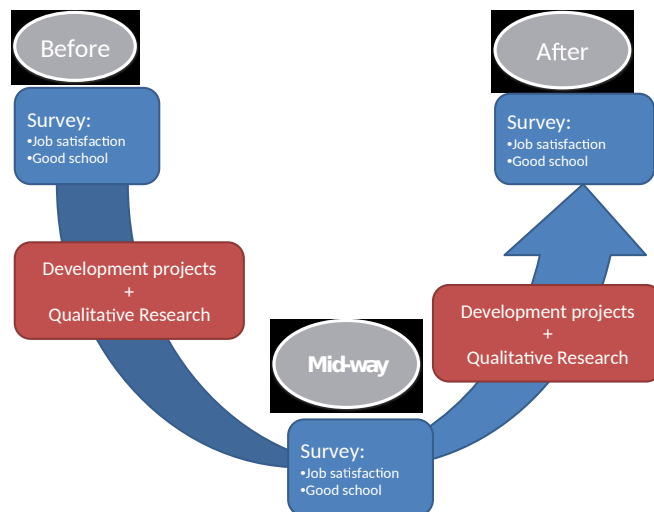 Before
Survey:
•Job satisfaction
•Good school
Development projects
+
Qualitative Research
Mid-way
Survey:
•Job satisfaction
•Good school
Development projects
+
Qualitative Research
After
Survey:
•Job satisfaction
•Good school